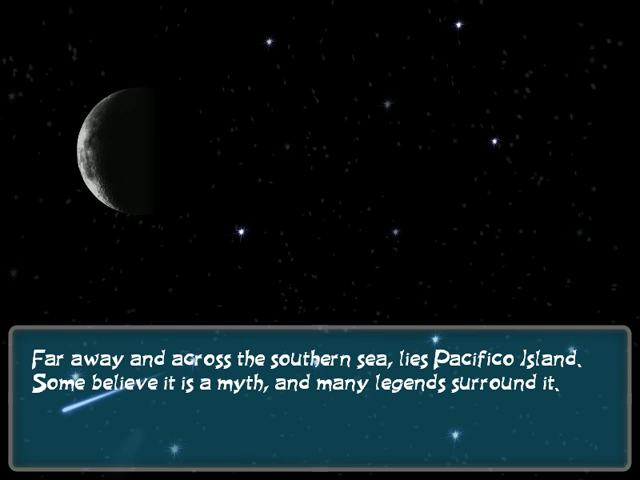 Far away and across the southern sea, lies Pacifico Island.
Some believe it is a myth, and many legends surround it.